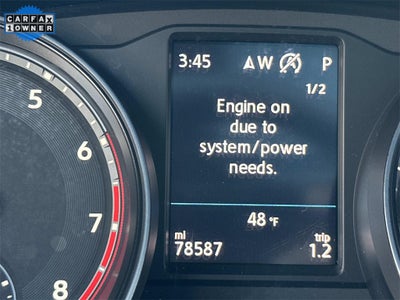 CARFAX
1 OWNER
3:45 W P
1/2
Engine on
due to
system/power
needs.
48 °F
mi trip
78587 1.2
5
6
7
8